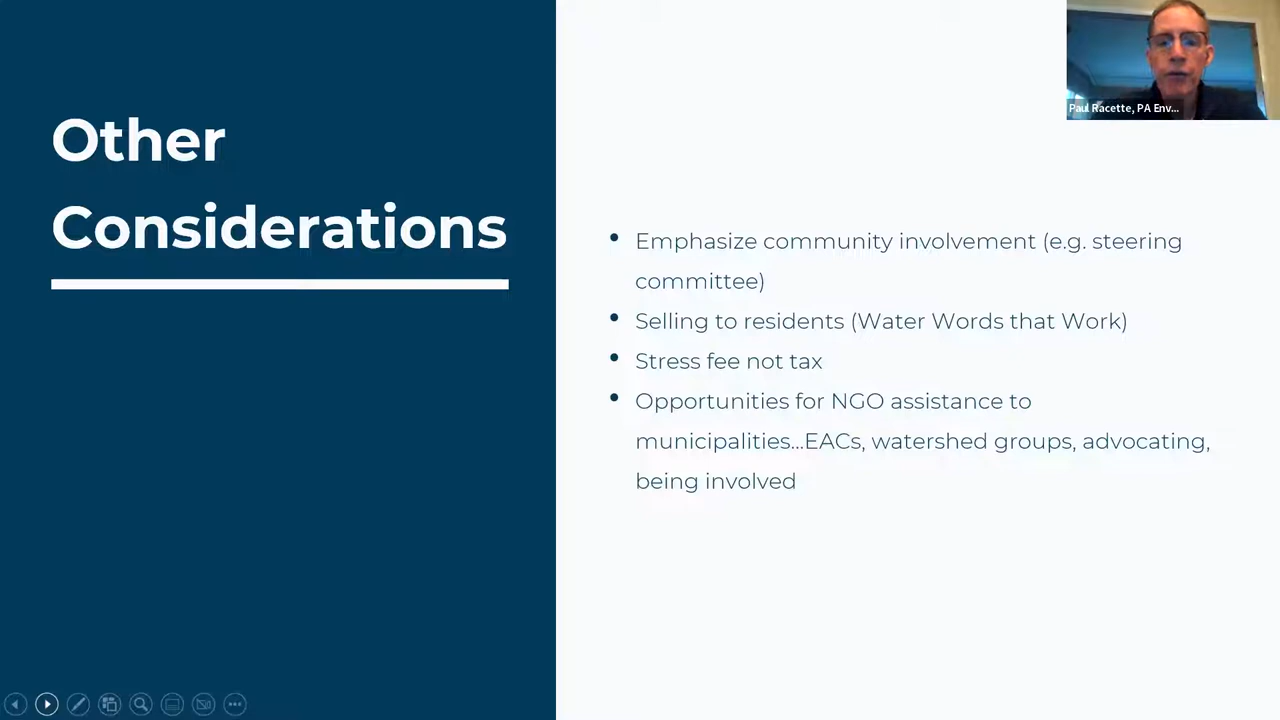 Other
Considerations
Emphasize community involvement (e.g. steering
committee)
Selling to residents (Water Words that Work)
Stress fee not tax
Opportunities for NGO assistance to
municipalities...EACs, watershed groups, advocating,
being involved
Paul Racette, PA Env...